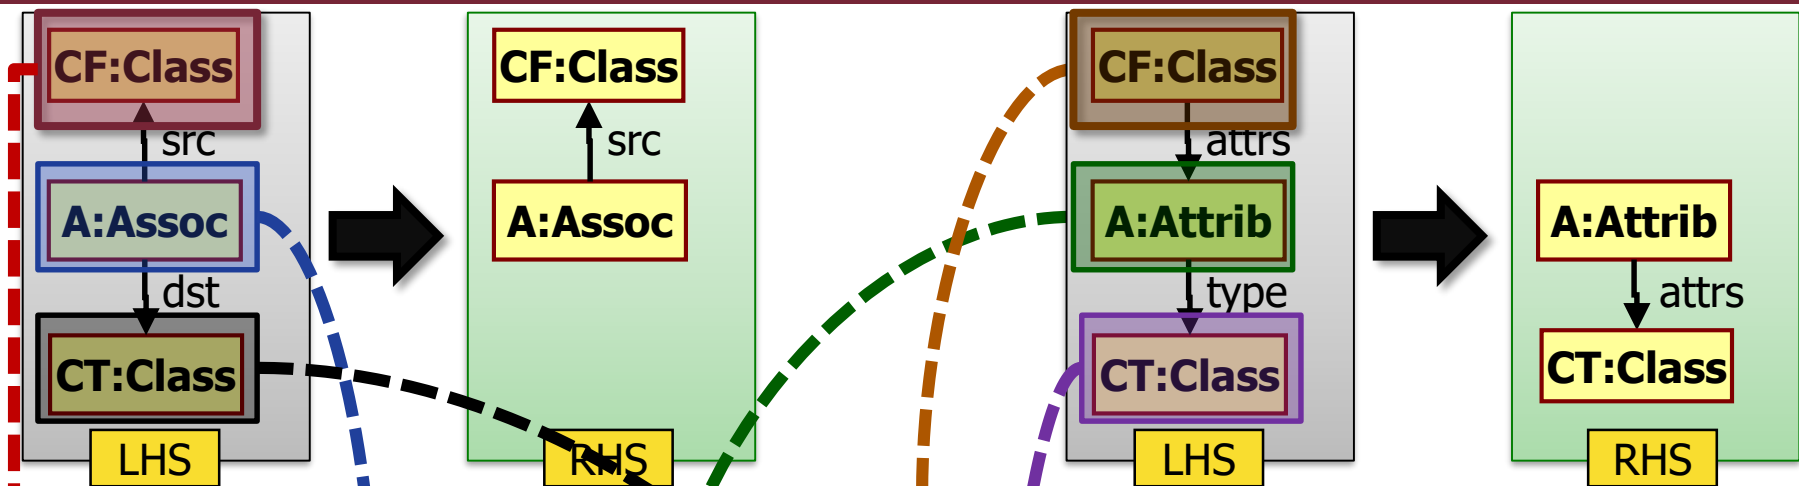 CF:Class
src
A:Assoc
dst
CT:Class
LHS
CF:Class
src
A:Assoc
RHS
CF:Class
attrs
A:Attrib
type
CT:Class
LHS
A:Attrib
attrs
CT:Class
RHS